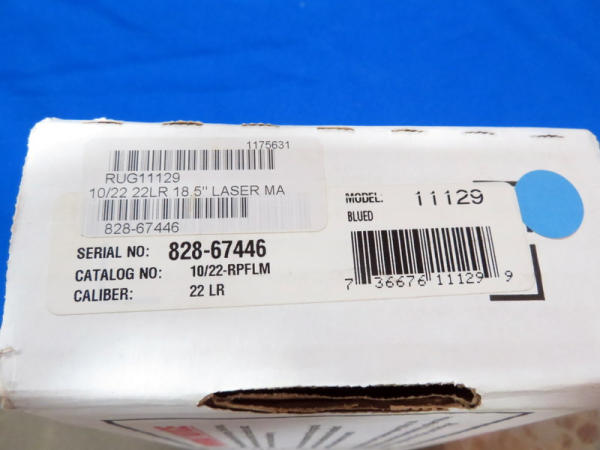 1175631
RUG11129
10/22 22LR 18.5" LASER MA
828-67446
SERIAL NO: 828-67446
CATALOG NO: 10/22-RPFLM
CALIBER: 22 LR
MODEL: 11129
BLUED
7 36676 11129 9